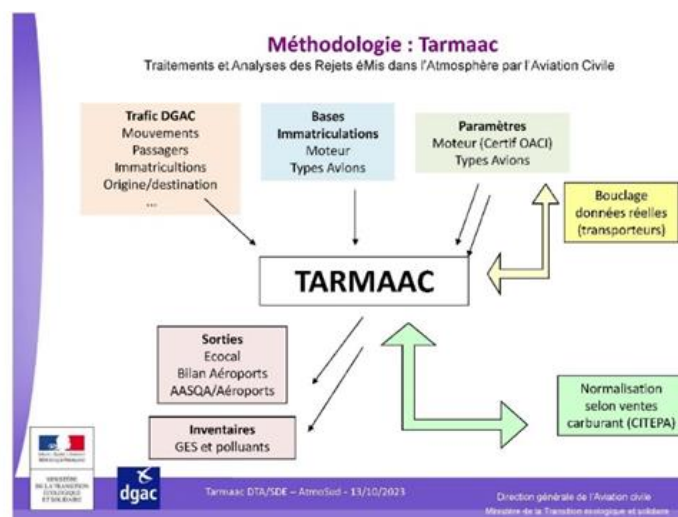 Méthodologie : Tarmaac
Traitements et Analyses des Rejets éMis dans l'Atmosphère par l'Aviation Civile
Trafic DGAC
Mouvements
Passagers
Immatricultions
Origine/destination
...
Bases
Immatriculations
Moteur
Types Avions
Paramètres
Moteur (Certif OACI)
Types Avions
Bouclage
données réelles
(transporteurs)
TARMAAC
Sorties
Ecocal
Bilan Aéroports
AASQA/Aéroports
Inventaires
GES et polluants
Normalisation
selon ventes
carburant (CITEPA)
MINISTÈRE
DE LA TRANSITION
ÉCOLOGIQUE
ET SOLIDAIRE
dgac
Tarmaac DTA/SDE – AtmoSud - 13/10/2023
Direction générale de l'Aviation civile
Ministère de la Transition écologique et solidaire